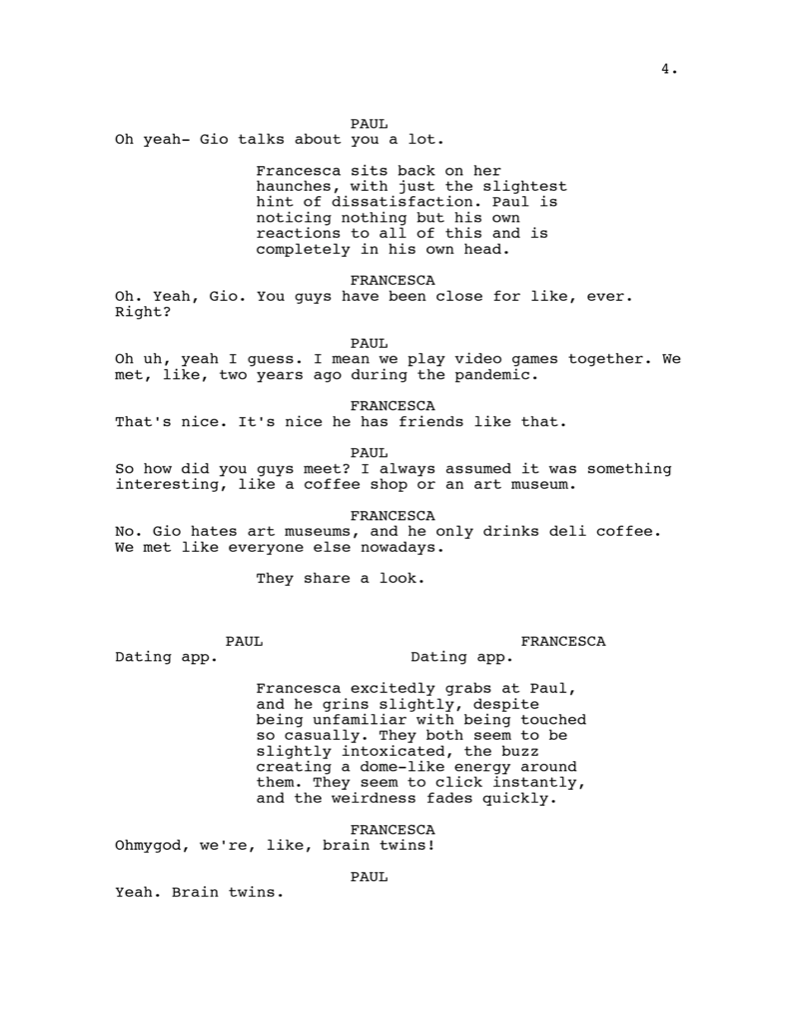 4.
PAUL
Oh yeah- Gio talks about you a lot.
Francesca sits back on her
haunches, with just the slightest
hint of dissatisfaction. Paul is
noticing nothing but his own
reactions to all of this and is
completely in his own head.
FRANCESCA
Oh. Yeah, Gio. You guys have been close for like, ever.
Right?
PAUL
Oh uh, yeah I guess. I mean we play video games together. We
met, like, two years ago during the pandemic.
FRANCESCA
That's nice. It's nice he has friends like that.
PAUL
So how did you guys meet? I always assumed it was something
interesting, like a coffee shop or an art museum.
FRANCESCA
No. Gio hates art museums, and he only drinks deli coffee.
We met like everyone else nowadays.
They share a look.
PAUL
Dating app.
FRANCESCA
Dating app.
Francesca excitedly grabs at Paul,
and he grins slightly, despite
being unfamiliar with being touched
so casually. They both seem to be
slightly intoxicated, the buzz
creating a dome-like energy around
them. They seem to click instantly,
and the weirdness fades quickly.
FRANCESCA
Ohmygod, we're, like, brain twins!
PAUL
Yeah. Brain twins.